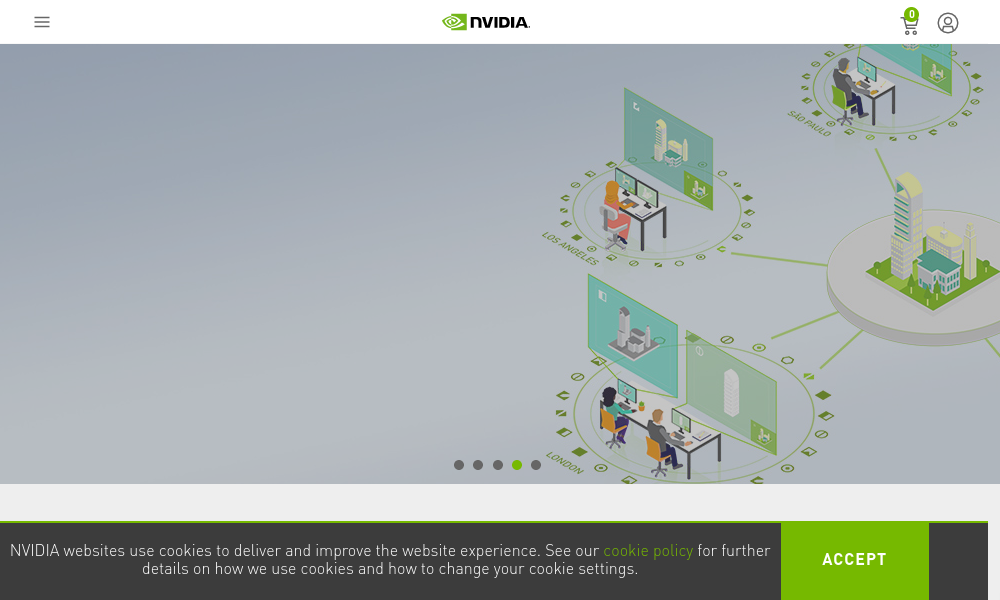 nVIDIA.
0
SÃO PAULO
LOS ANGELES
LONDON
NVIDIA websites use cookies to deliver and improve the website experience. See our cookie policy for further
details on how we use cookies and how to change your cookie settings.
ACCEPT